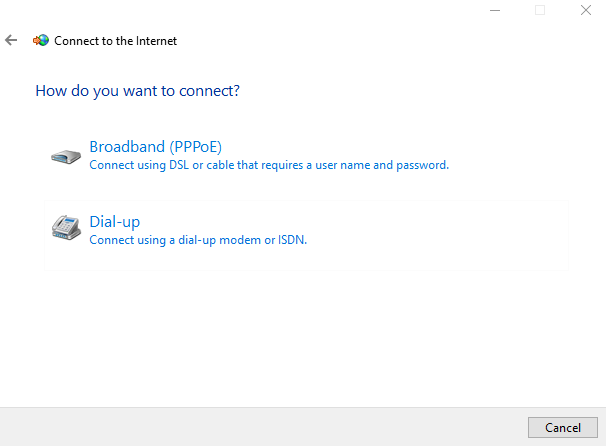 Connect to the Internet
How do you want to connect?
Broadband (PPPoE)
Connect using DSL or cable that requires a user name and password.
Dial-up
Connect using a dial-up modem or ISDN.
Cancel